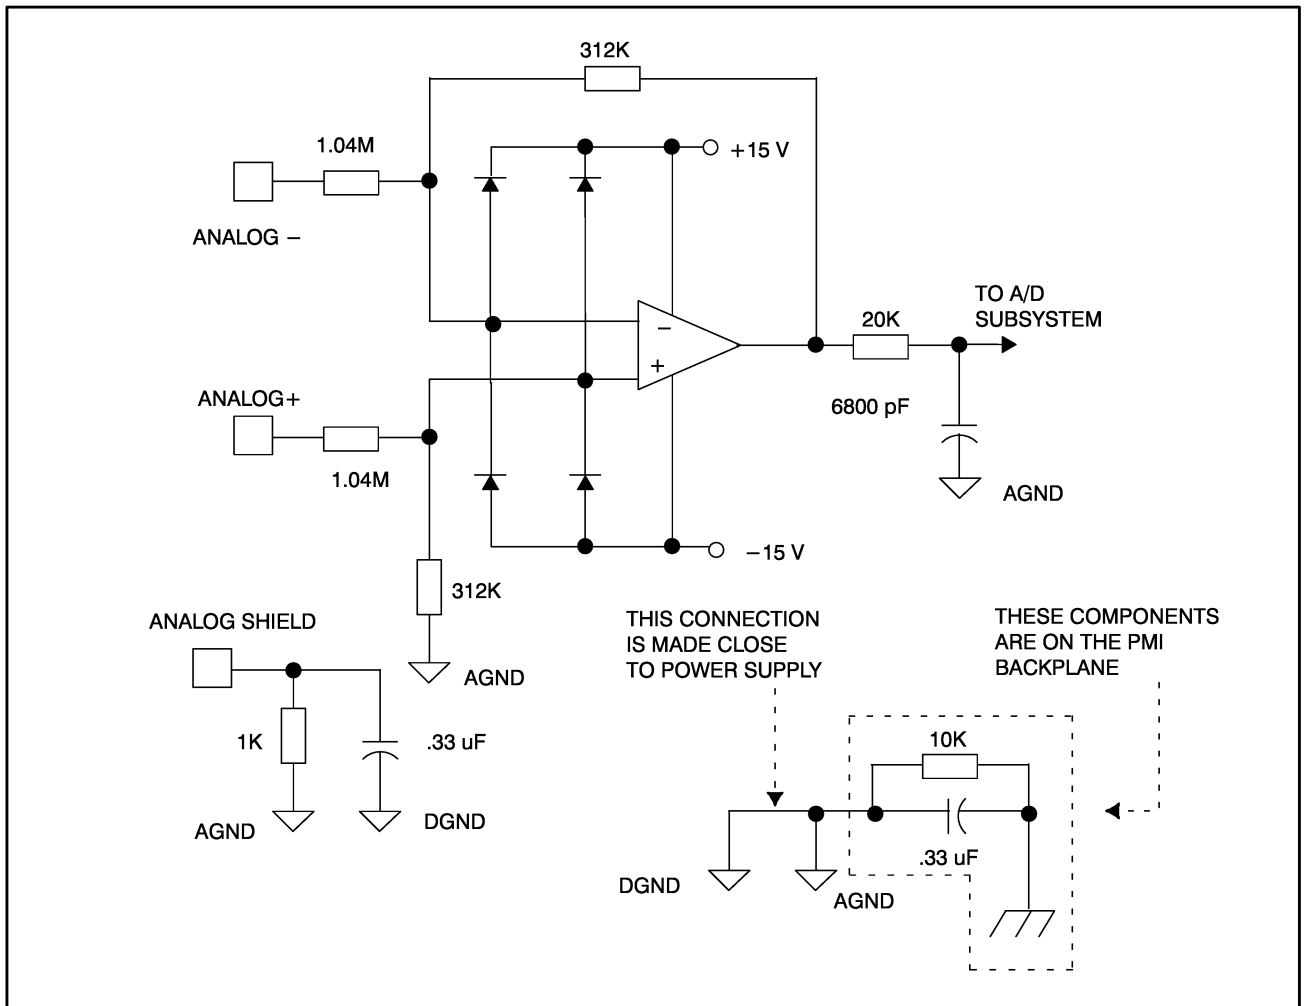 312K
1.04M
+15 V
ANALOG −
−
TO A/D
SUBSYSTEM
20K
+
ANALOG+
6800 pF
1.04M
AGND
−15 V
312K
ANALOG SHIELD
AGND
1K
.33 uF
AGND
DGND
THIS CONNECTION
IS MADE CLOSE
TO POWER SUPPLY
THESE COMPONENTS
ARE ON THE PMI
BACKPLANE
10K
.33 uF
DGND
AGND